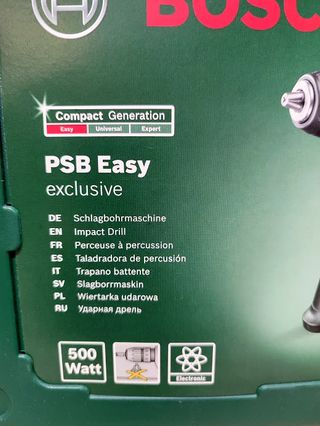 BOSCH
Compact Generation
Easy Universal Expert
PSB Easy
exclusive
DE Schlagbohrmaschine
EN Impact Drill
FR Perceuse à percussion
ES Taladradora de percusión
IT Trapano battente
SV Slagborrmaskin
PL Wiertarka udarowa
RU Ударная дрель
500
Watt
Electronic